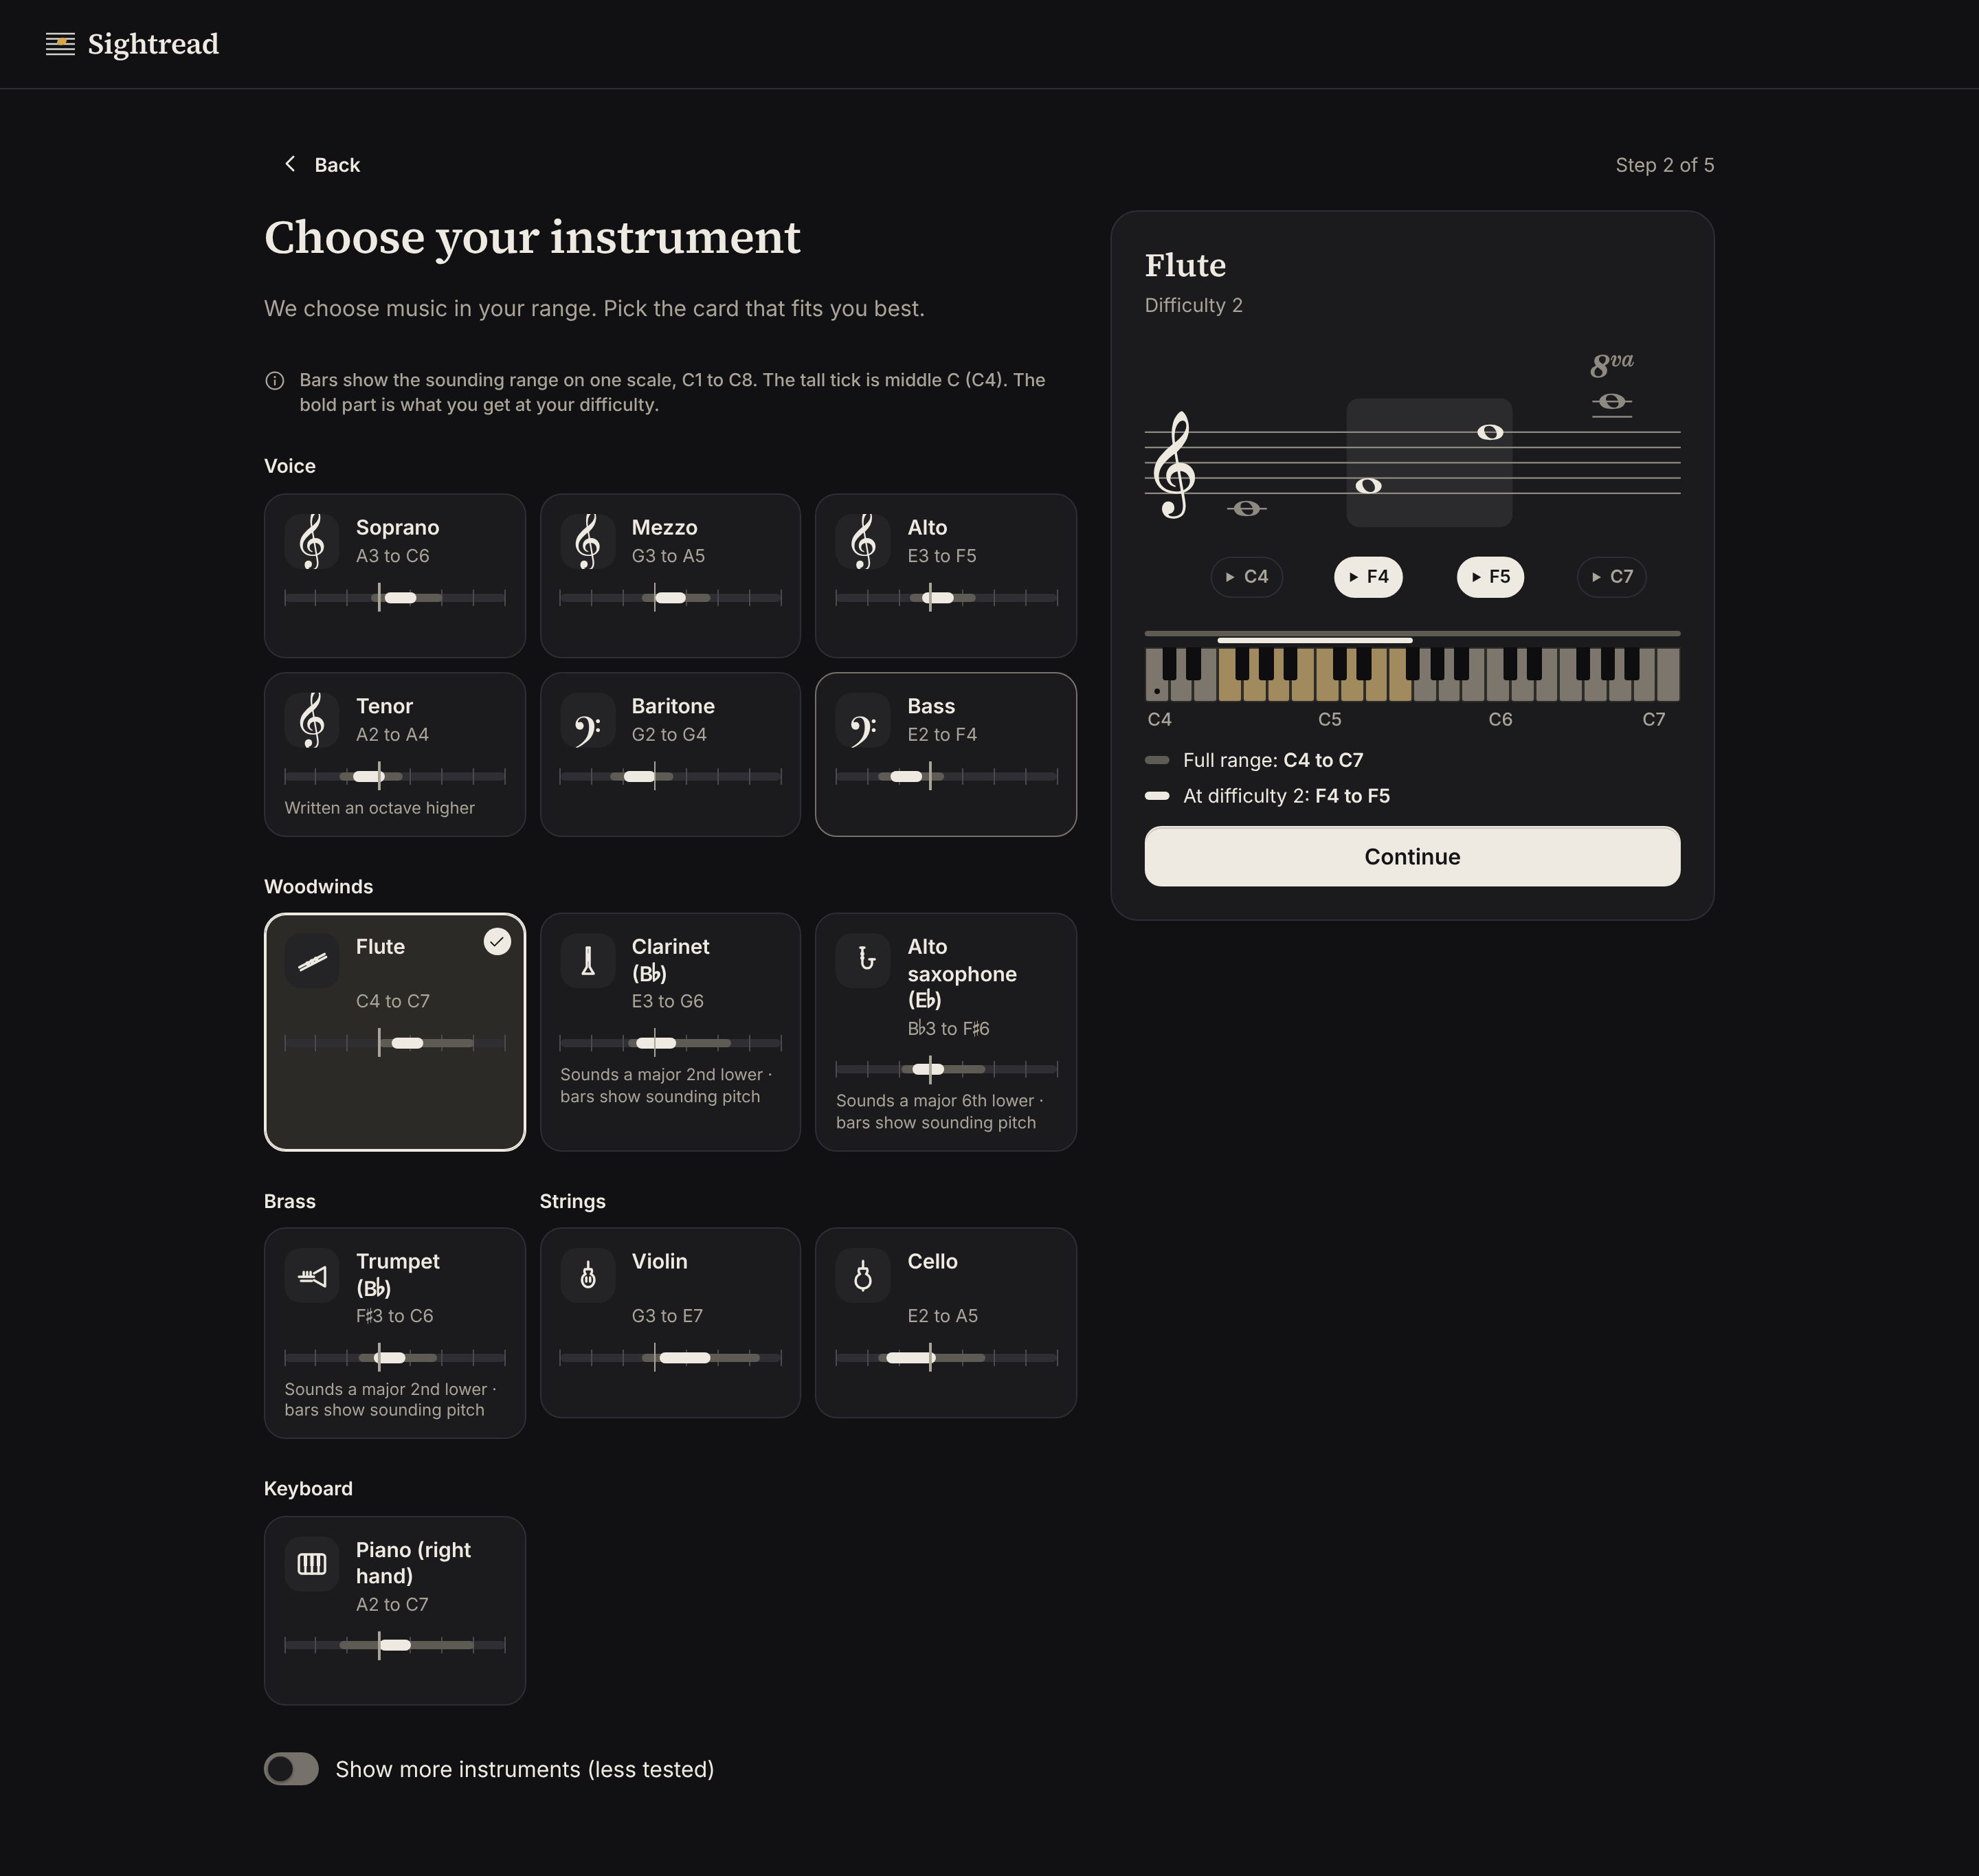 Sightread
Back
Step 2 of 5
Choose your instrument
We choose music in your range. Pick the card that fits you best.
Bars show the sounding range on one scale, C1 to C8. The tall tick is middle C (C4). The
bold part is what you get at your difficulty.
Voice
Soprano
A3 to C6
Mezzo
G3 to A5
Alto
E3 to F5
Tenor
A2 to A4
Written an octave higher
Baritone
G2 to G4
Bass
E2 to F4
Woodwinds
Flute
C4 to C7
Clarinet
(B♭)
E3 to G6
Sounds a major 2nd lower ·
bars show sounding pitch
Alto
saxophone
(E♭)
B♭3 to F♯6
Sounds a major 6th lower ·
bars show sounding pitch
Brass
Trumpet
(B♭)
F♯3 to C6
Sounds a major 2nd lower ·
bars show sounding pitch
Strings
Violin
G3 to E7
Cello
E2 to A5
Keyboard
Piano (right
hand)
A2 to C7
Show more instruments (less tested)
Flute
Difficulty 2
8va
C4
F4
F5
C7
C4
C5
C6
C7
Full range: C4 to C7
At difficulty 2: F4 to F5
Continue